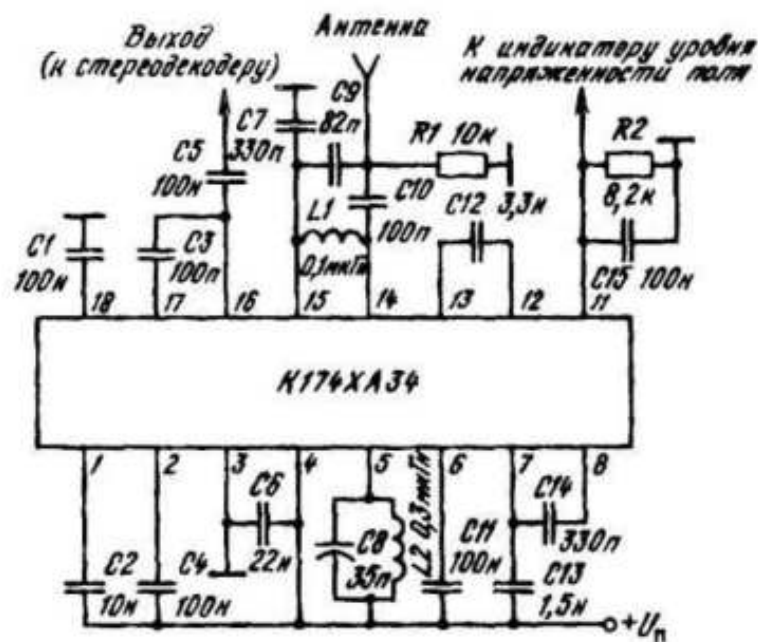 Выход
(к стереодекодеру)
Антенна
К индикатору уровня
напряженности поля
C9
82п
C7
330п
C5
100н
R1 10к
R2
8,2к
C10
100п
C12
3,3н
L1
0,1мкГн
C1
100н
C3
100п
C15 100н
18
17
16
15
14
13
12
11
К174ХА34
1
2
3
4
5
6
7
8
C6
22н
L2 0,3мкГн
C8
35п
C11
100н
C14
330п
C2
10н
C4
100н
C13
1,5н
+Uп